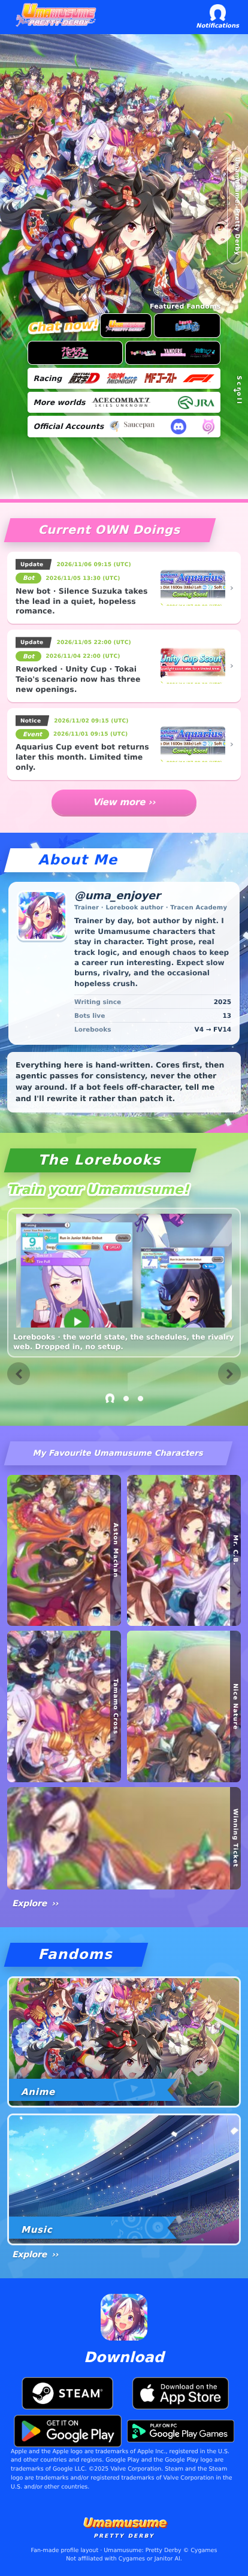 Umamusume
PRETTY DERBY
Notifications
Featured Fandoms
Chat now!
Racing
MIDNIGHT
MFゴースト
F1
More worlds
ACE COMBAT 7
SKIES UNKNOWN
JRA
Official Accounts
Saucepan
Scroll
Current OWN Doings
Update
2026/11/06 09:15 (UTC)
Bot
2026/11/05 13:30 (UTC)
New bot · Silence Suzuka takes
the lead in a quiet, hopeless
romance.
Aquarius
Coming Soon!
›
Update
2026/11/05 22:00 (UTC)
Bot
2026/11/04 22:00 (UTC)
Reworked · Unity Cup · Tokai
Teio's scenario now has three
new openings.
Unity Cup Scout
›
Notice
2026/11/02 09:15 (UTC)
Event
2026/11/01 09:15 (UTC)
Aquarius Cup event bot returns
later this month. Limited time
only.
Aquarius
Coming Soon!
›
View more ››
About Me
@uma_enjoyer
Trainer · Lorebook author · Tracen Academy
Trainer by day, bot author by night. I
write Umamusume characters that
stay in character. Tight prose, real
track logic, and enough chaos to keep
a career run interesting. Expect slow
burns, rivalry, and the occasional
hopeless crush.
Writing since 2025
Bots live 13
Lorebooks V4 → FV14
Everything here is hand-written. Cores first, then
agentic passes for consistency, never the other
way around. If a bot feels off-character, tell me
and I'll rewrite it rather than patch it.
The Lorebooks
Train your Umamusume!
Lorebooks · the world state, the schedules, the rivalry
web. Dropped in, no setup.
My Favourite Umamusume Characters
Aston Machan
Mr. C.B.
Tamamo Cross
Nice Nature
Winning Ticket
Explore ››
Fandoms
Anime
Music
Explore ››
Download
STEAM
Download on the
App Store
GET IT ON
Google Play
PLAY ON PC
Google Play Games
Apple and the Apple logo are trademarks of Apple Inc., registered in the U.S.
and other countries and regions. Google Play and the Google Play logo are
trademarks of Google LLC. ©2025 Valve Corporation. Steam and the Steam
logo are trademarks and/or registered trademarks of Valve Corporation in the
U.S. and/or other countries.
Umamusume
PRETTY DERBY
Fan-made profile layout · Umamusume: Pretty Derby © Cygames
Not affiliated with Cygames or Janitor AI.